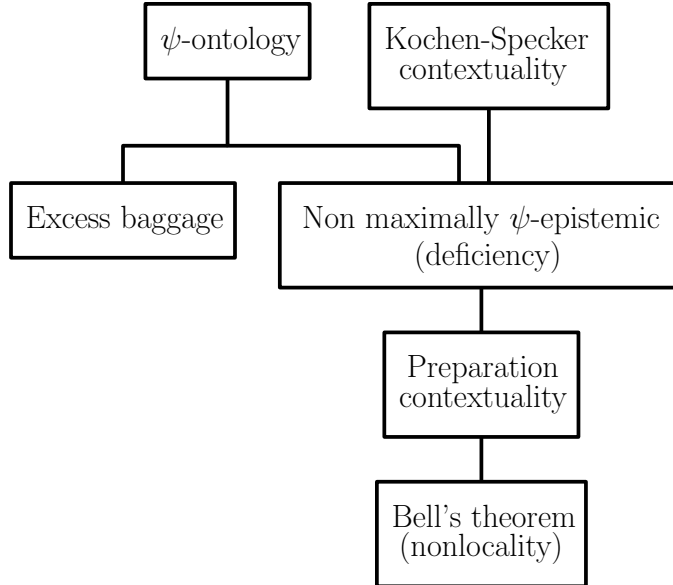 ψ-ontology
Kochen-Specker
contextuality
Excess baggage
Non maximally ψ-epistemic
(deficiency)
Preparation
contextuality
Bell's theorem
(nonlocality)